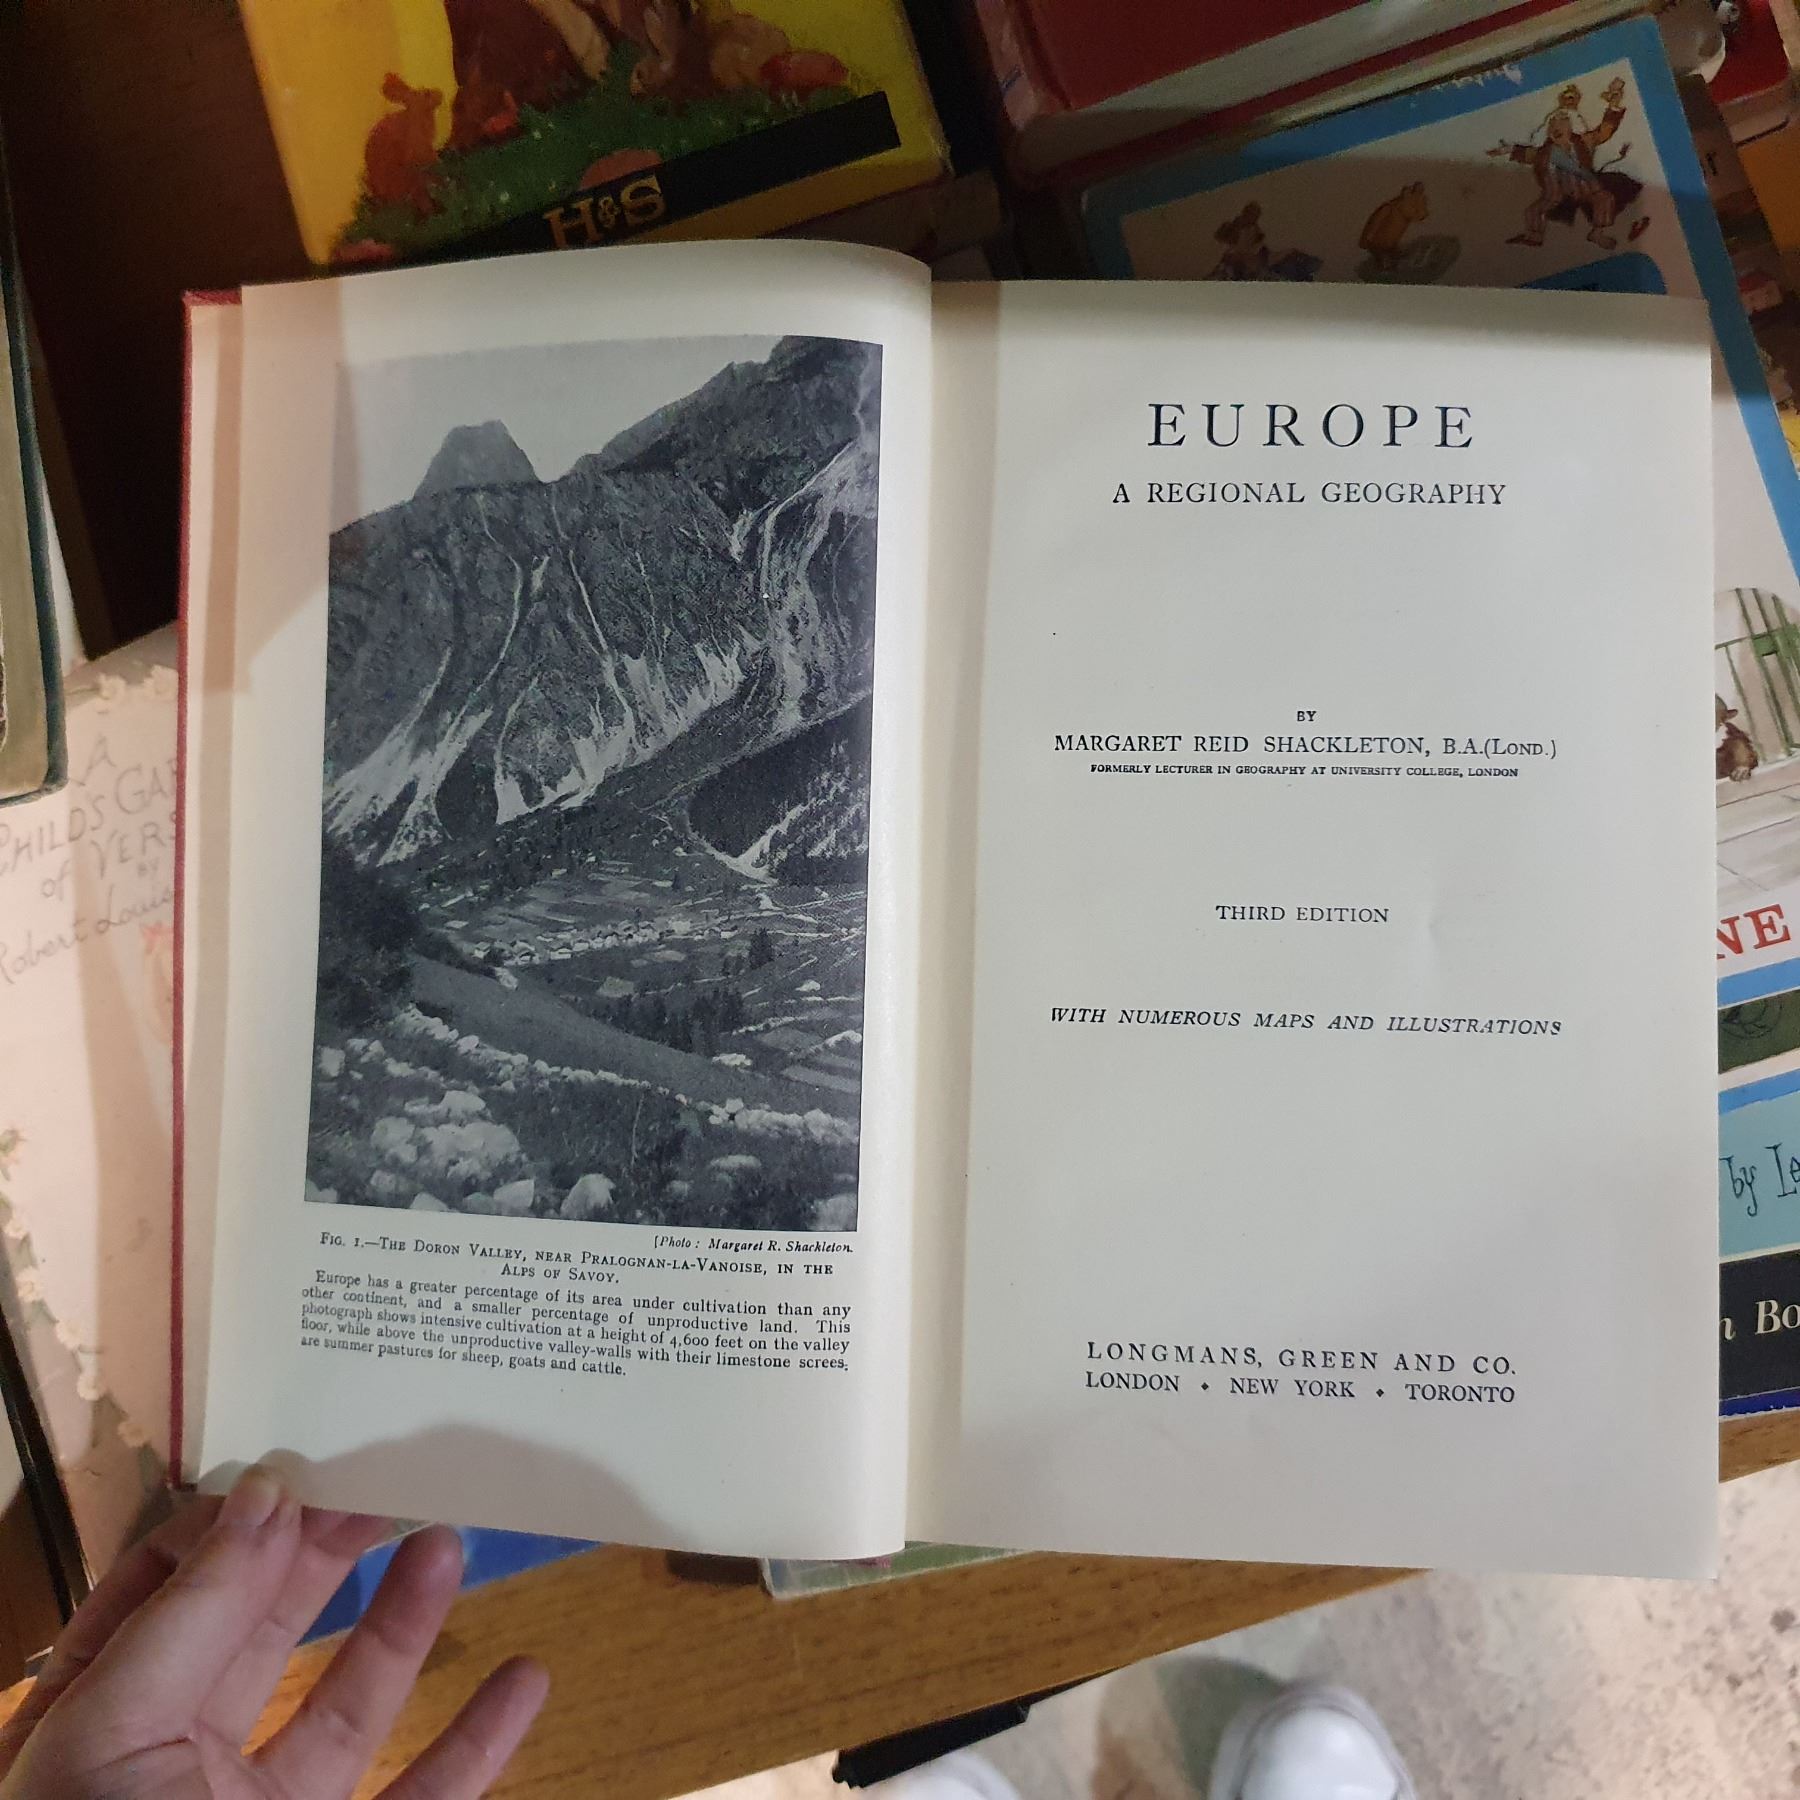 H&S
A
CHILD'S GAR
of VERS
BY
Robert Louis
[Photo : Margaret R. Shackleton.
FIG. 1.—THE DORON VALLEY, NEAR PRALOGNAN-LA-VANOISE, IN THE
ALPS OF SAVOY.
Europe has a greater percentage of its area under cultivation than any
other continent, and a smaller percentage of unproductive land. This
photograph shows intensive cultivation at a height of 4,600 feet on the valley
floor, while above the unproductive valley-walls with their limestone screes,
are summer pastures for sheep, goats and cattle.
EUROPE
A REGIONAL GEOGRAPHY
BY
MARGARET REID SHACKLETON, B.A.(LOND.)
FORMERLY LECTURER IN GEOGRAPHY AT UNIVERSITY COLLEGE, LONDON
THIRD EDITION
WITH NUMEROUS MAPS AND ILLUSTRATIONS
LONGMANS, GREEN AND CO.
LONDON ♦ NEW YORK ♦ TORONTO
NE
by Le
n Bo